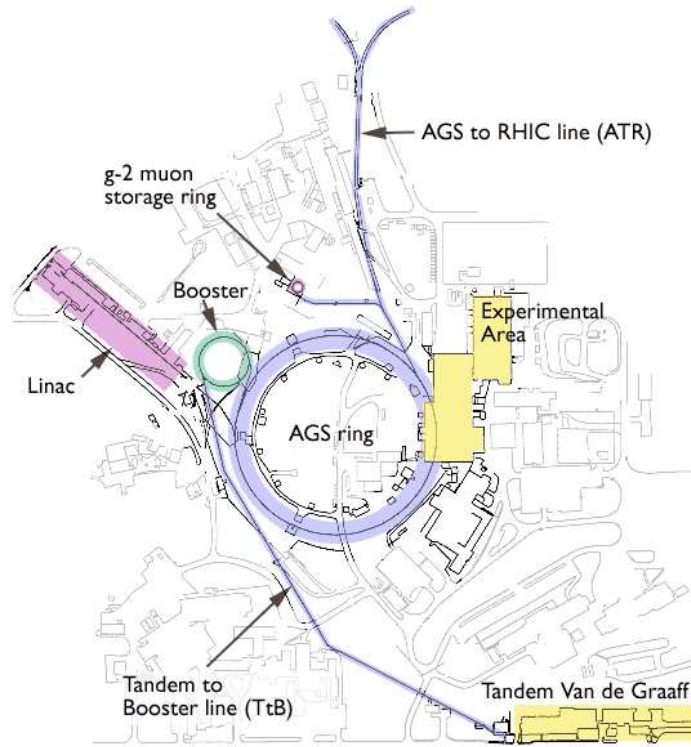 AGS to RHIC line (ATR)
g-2 muon
storage ring
Booster
Experimental
Area
Linac
AGS ring
Tandem to
Booster line (TtB)
Tandem Van de Graaff